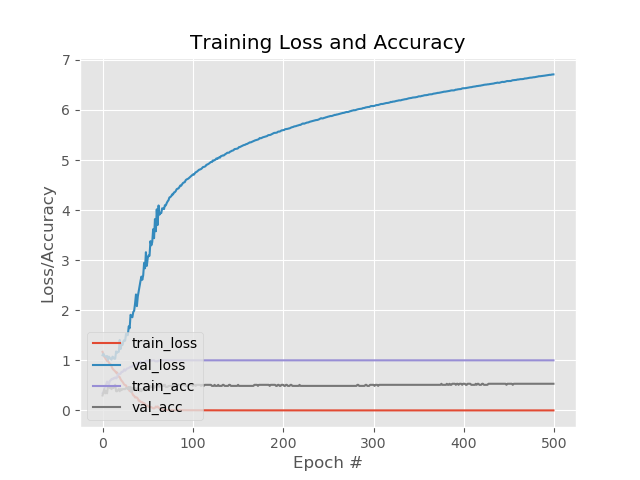 Training Loss and Accuracy
7
6
5
4
3
2
1
0
Loss/Accuracy
train_loss
val_loss
train_acc
val_acc
0 100 200 300 400 500
Epoch #